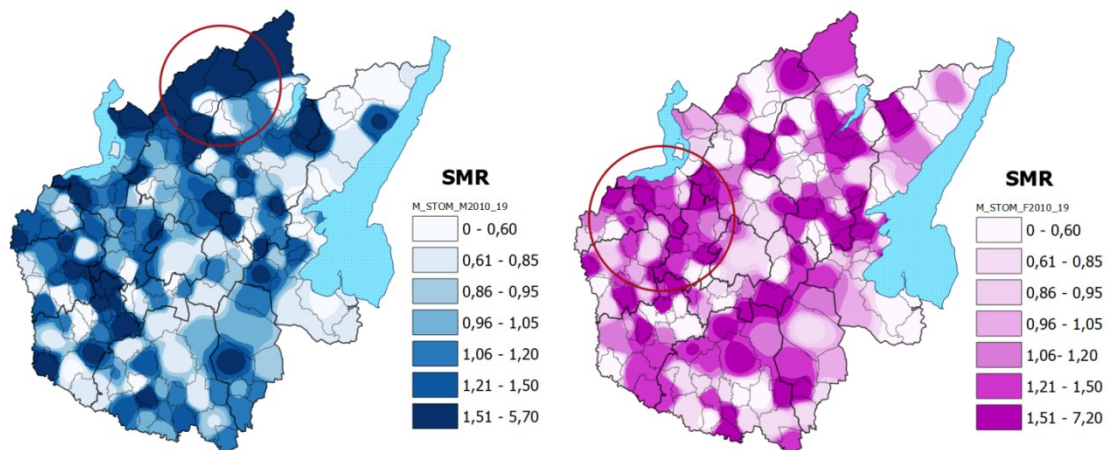 SMR
M_STOM_M2010_19
0 - 0,60
0,61 - 0,85
0,86 - 0,95
0,96 - 1,05
1,06 - 1,20
1,21 - 1,50
1,51 - 5,70
SMR
M_STOM_F2010_19
0 - 0,60
0,61 - 0,85
0,86 - 0,95
0,96 - 1,05
1,06- 1,20
1,21 - 1,50
1,51 - 7,20